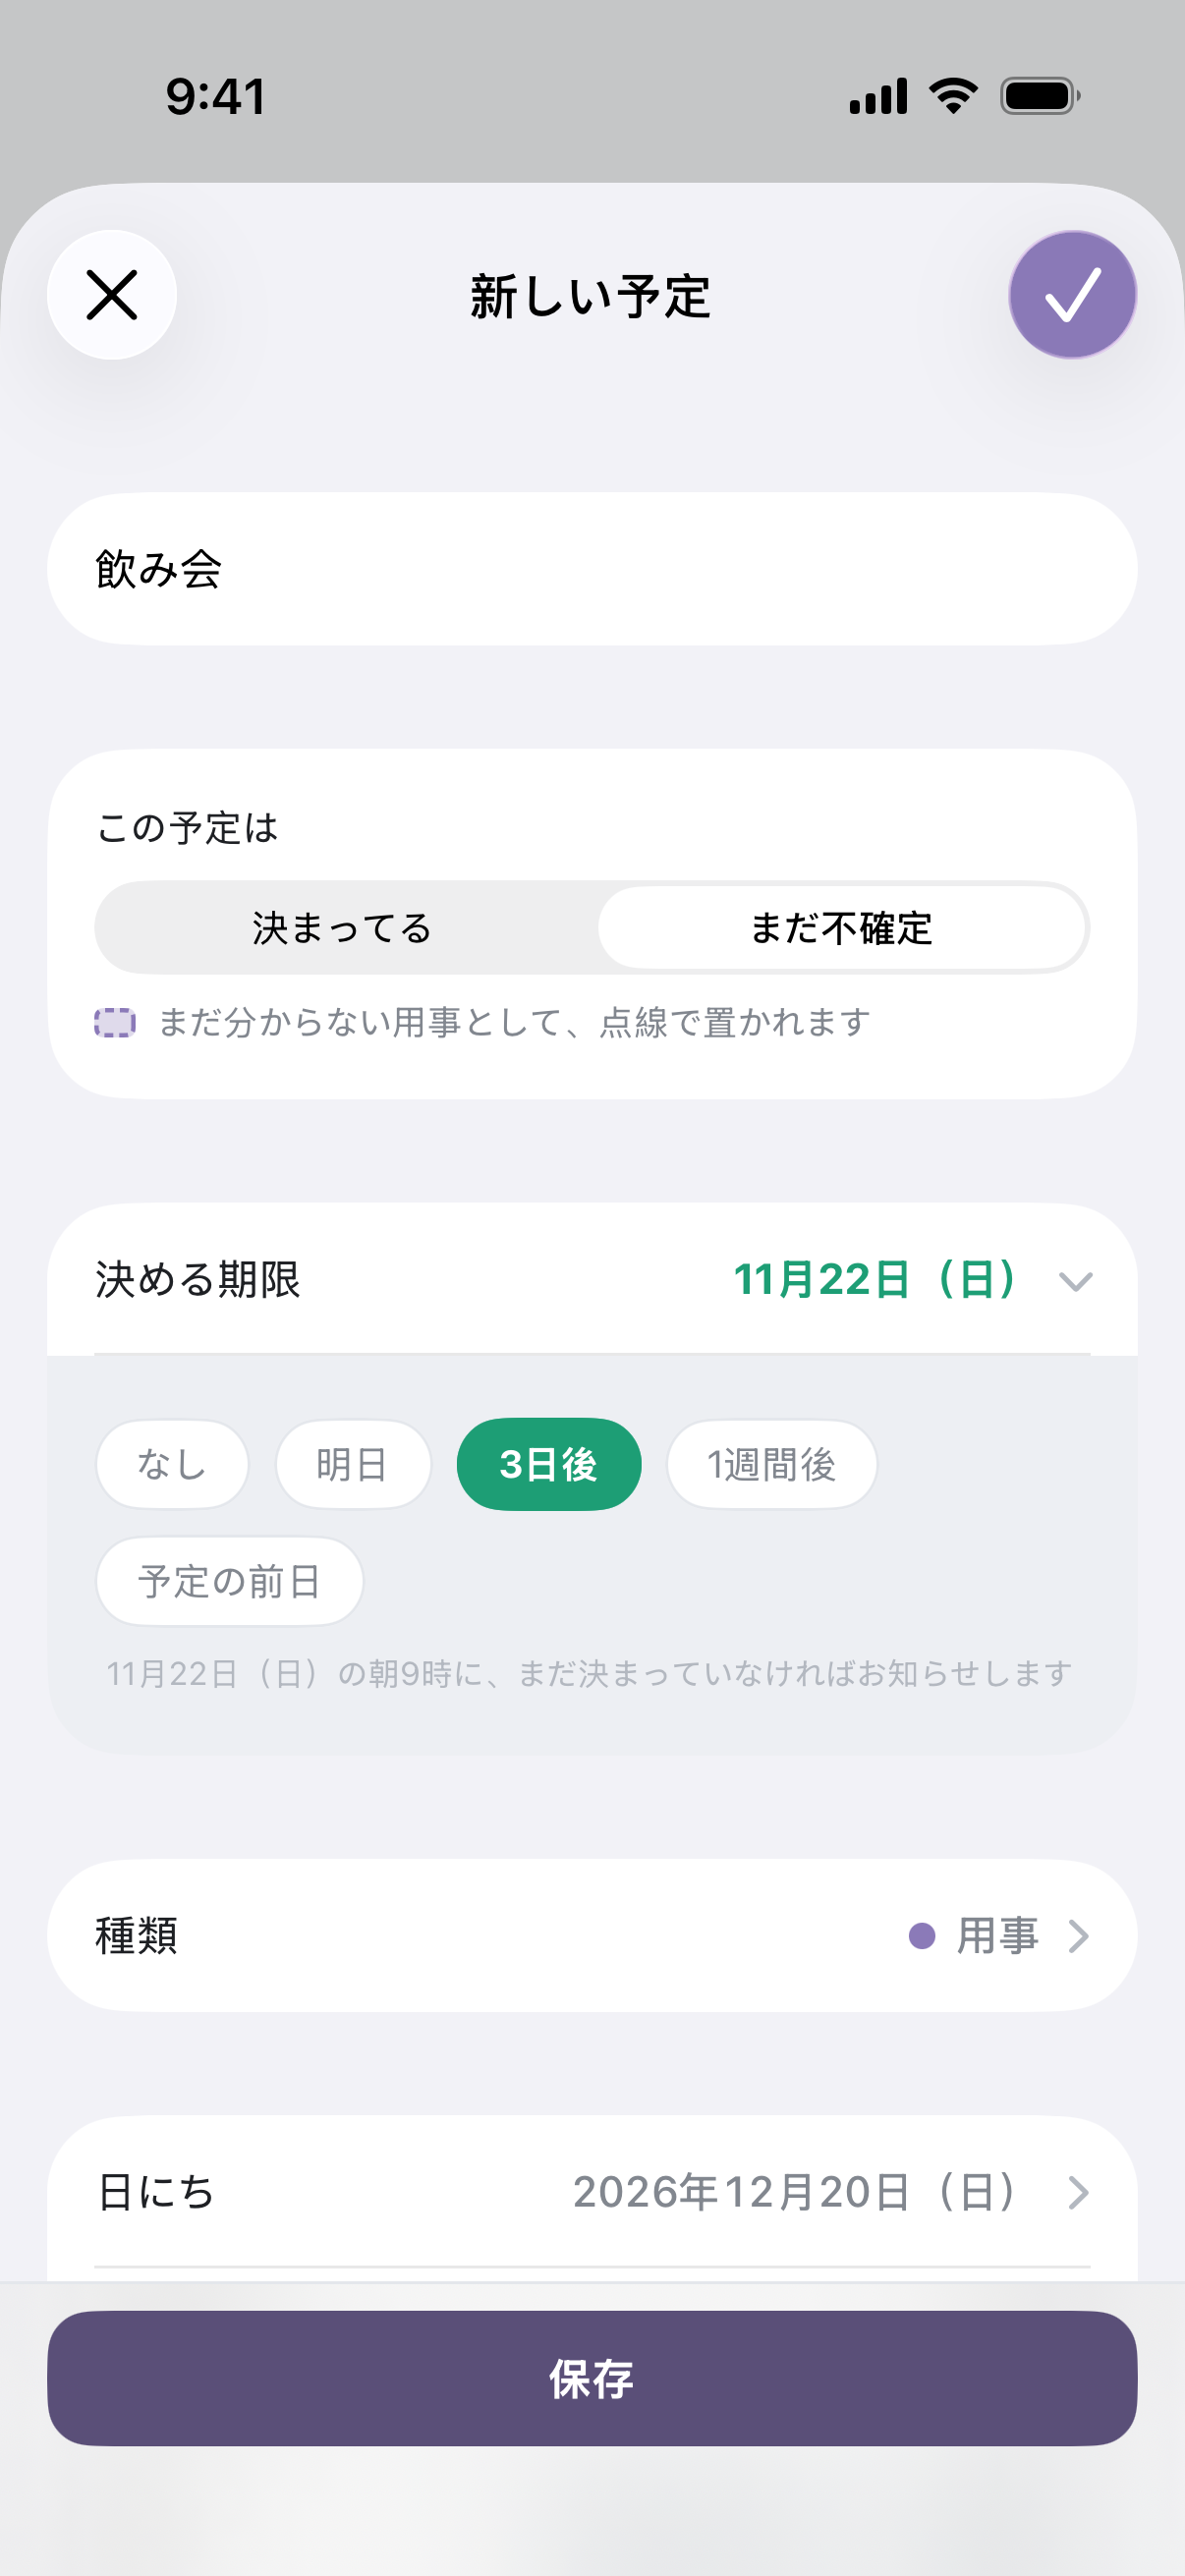 9:41
新しい予定
飲み会
この予定は
決まってる まだ不確定
まだ分からない用事として、点線で置かれます
決める期限 11月22日（日）
なし 明日 3日後 1週間後
予定の前日
11月22日（日）の朝9時に、まだ決まっていなければお知らせします
種類 用事
日にち 2026年12月20日（日）
保存